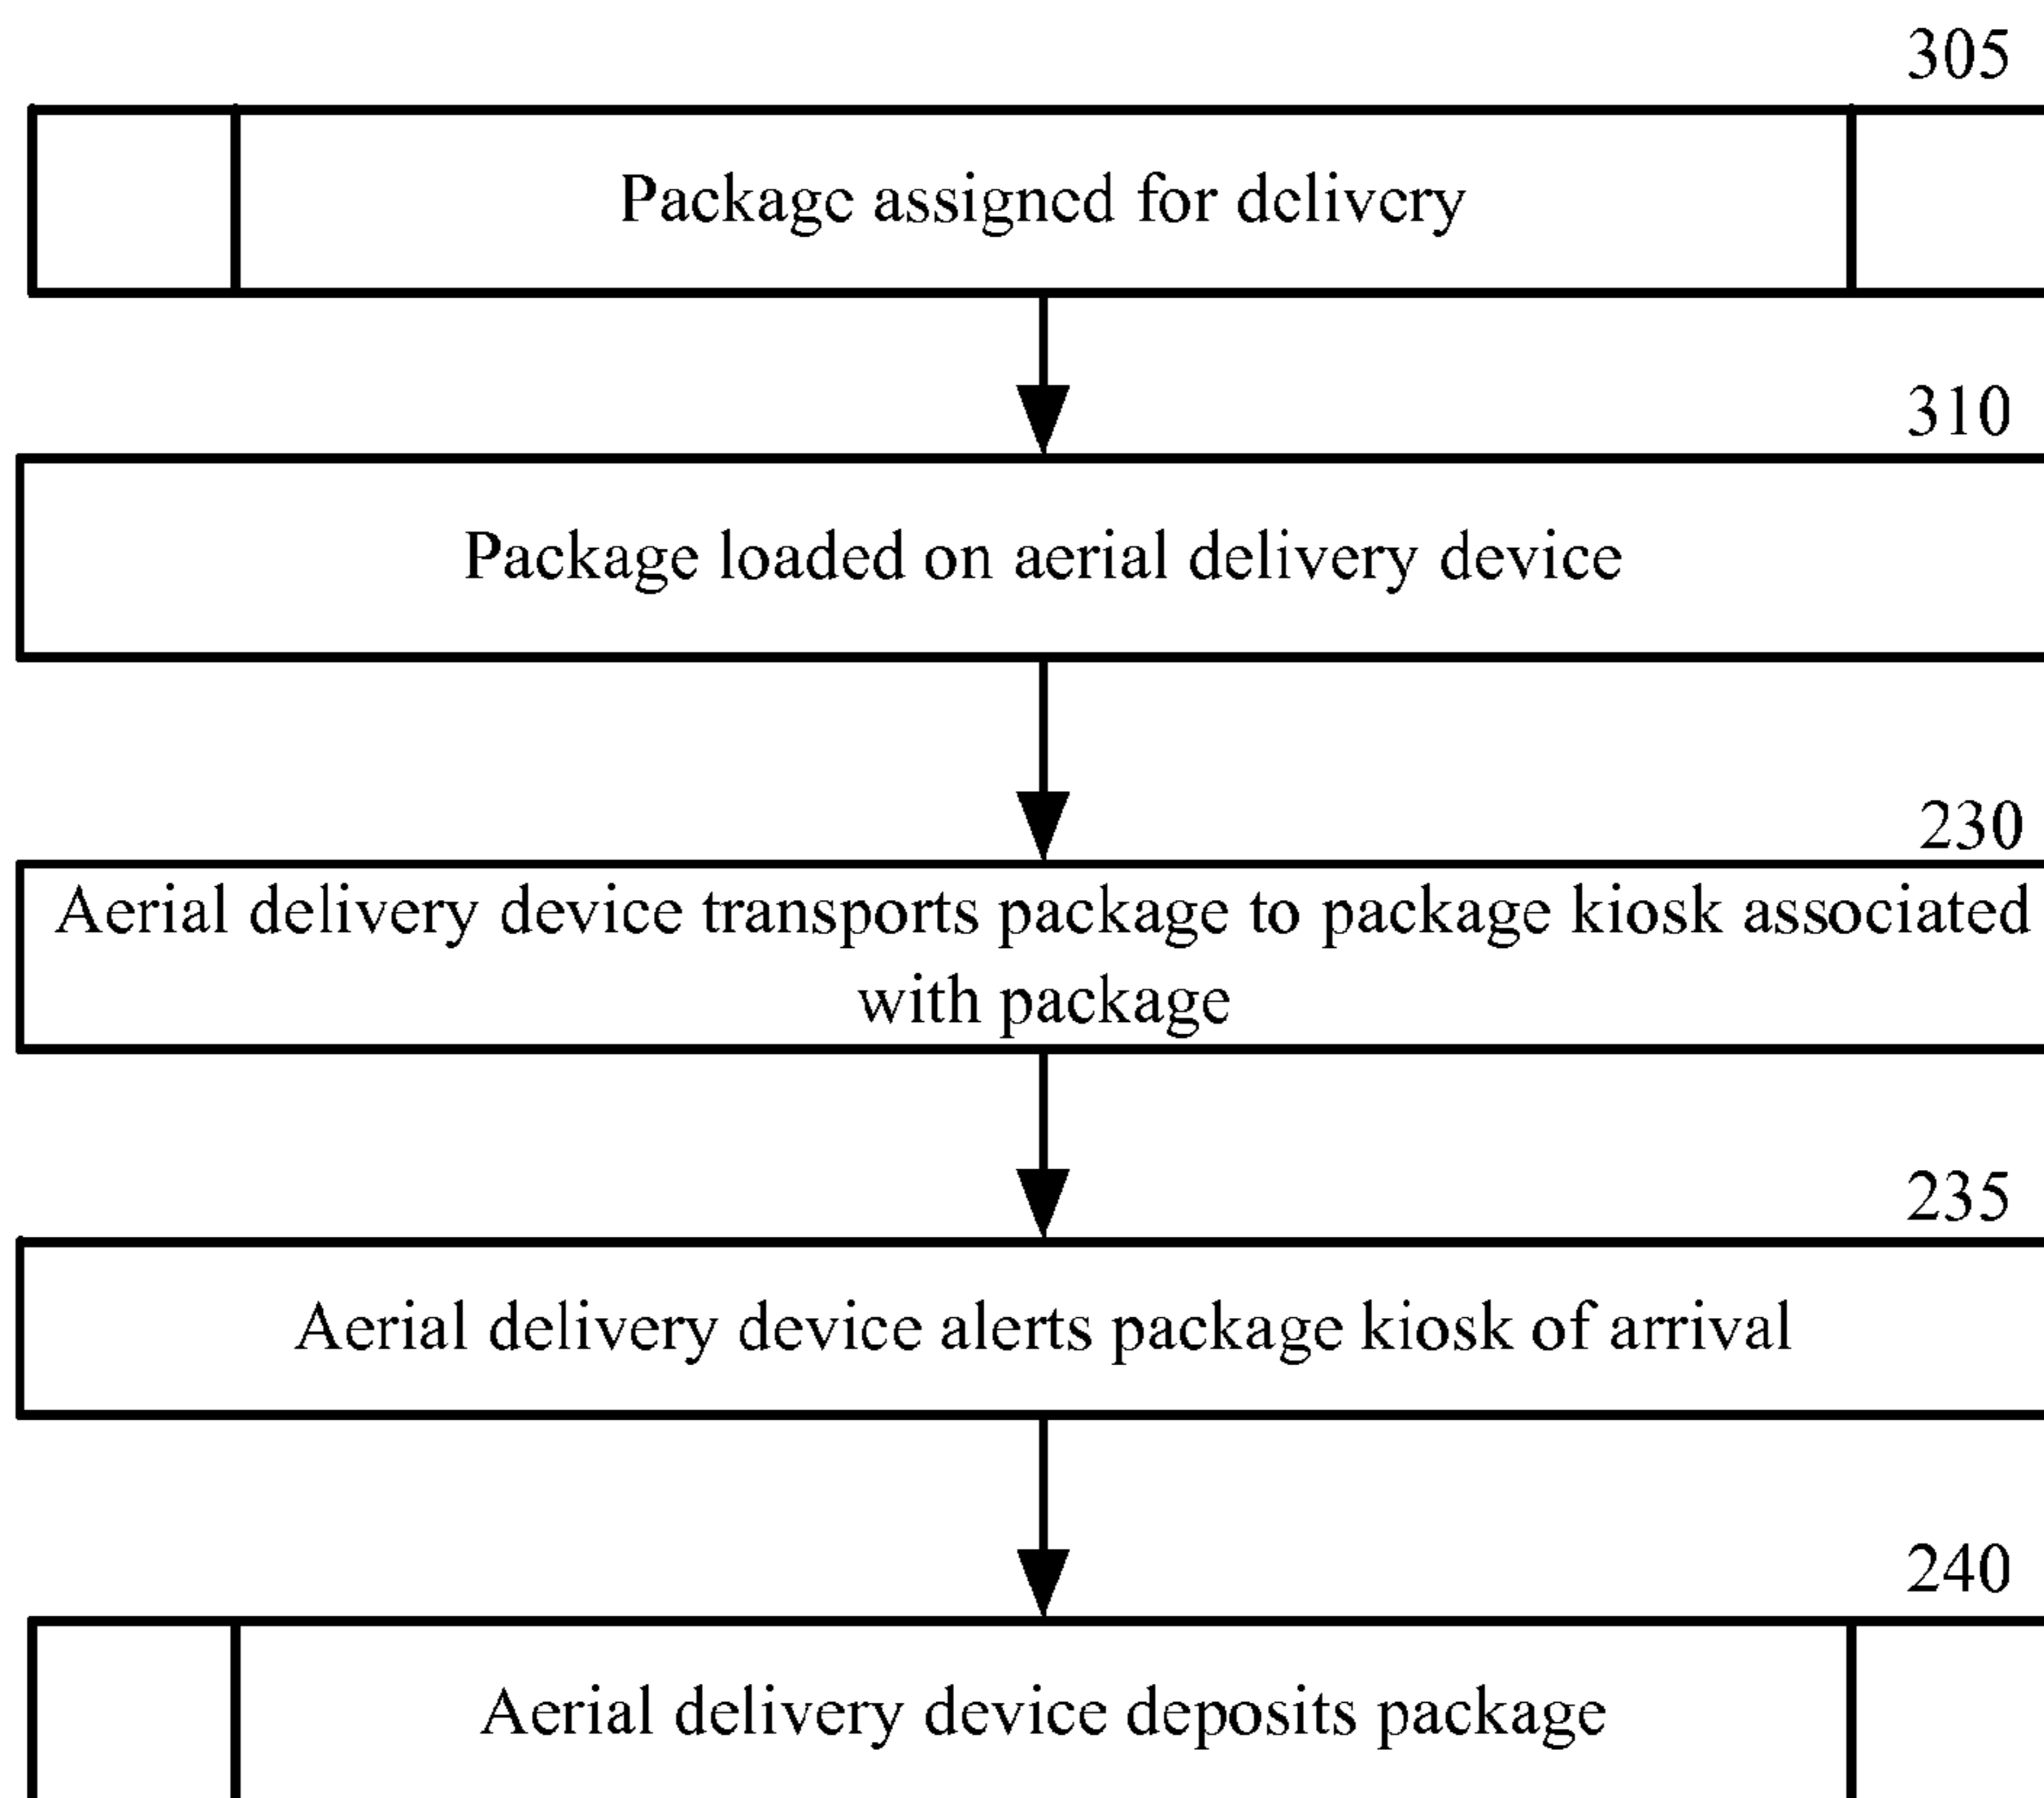 305
Package assigned for delivery
310
Package loaded on aerial delivery device
230
Aerial delivery device transports package to package kiosk associated
with package
235
Aerial delivery device alerts package kiosk of arrival
240
Aerial delivery device deposits package